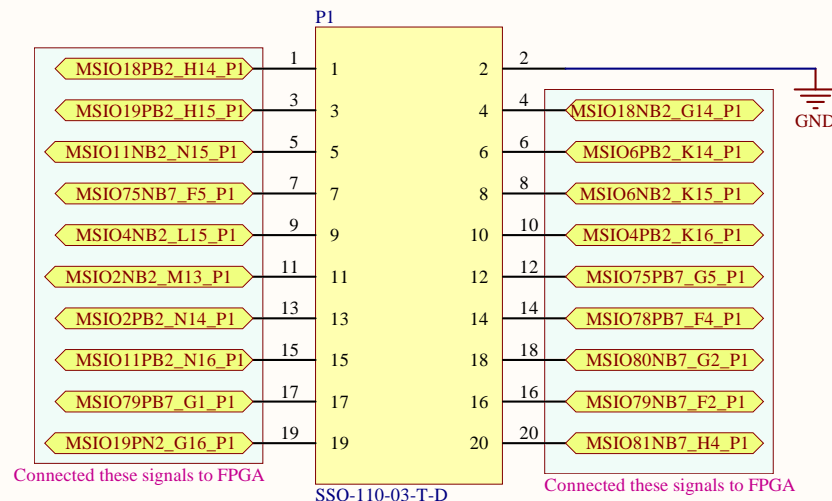 P1
MSIO18PB2_H14_P1 1 1 2 2
MSIO19PB2_H15_P1 3 3 4 4 MSIO18NB2_G14_P1
GND
MSIO11NB2_N15_P1 5 5 6 6 MSIO6PB2_K14_P1
MSIO75NB7_F5_P1 7 7 8 8 MSIO6NB2_K15_P1
MSIO4NB2_L15_P1 9 9 10 10 MSIO4PB2_K16_P1
MSIO2NB2_M13_P1 11 11 12 12 MSIO75PB7_G5_P1
MSIO2PB2_N14_P1 13 13 14 14 MSIO78PB7_F4_P1
MSIO11PB2_N16_P1 15 15 18 18 MSIO80NB7_G2_P1
MSIO79PB7_G1_P1 17 17 16 16 MSIO79NB7_F2_P1
MSIO19PN2_G16_P1 19 19 20 20 MSIO81NB7_H4_P1
Connected these signals to FPGA
Connected these signals to FPGA
SSO-110-03-T-D